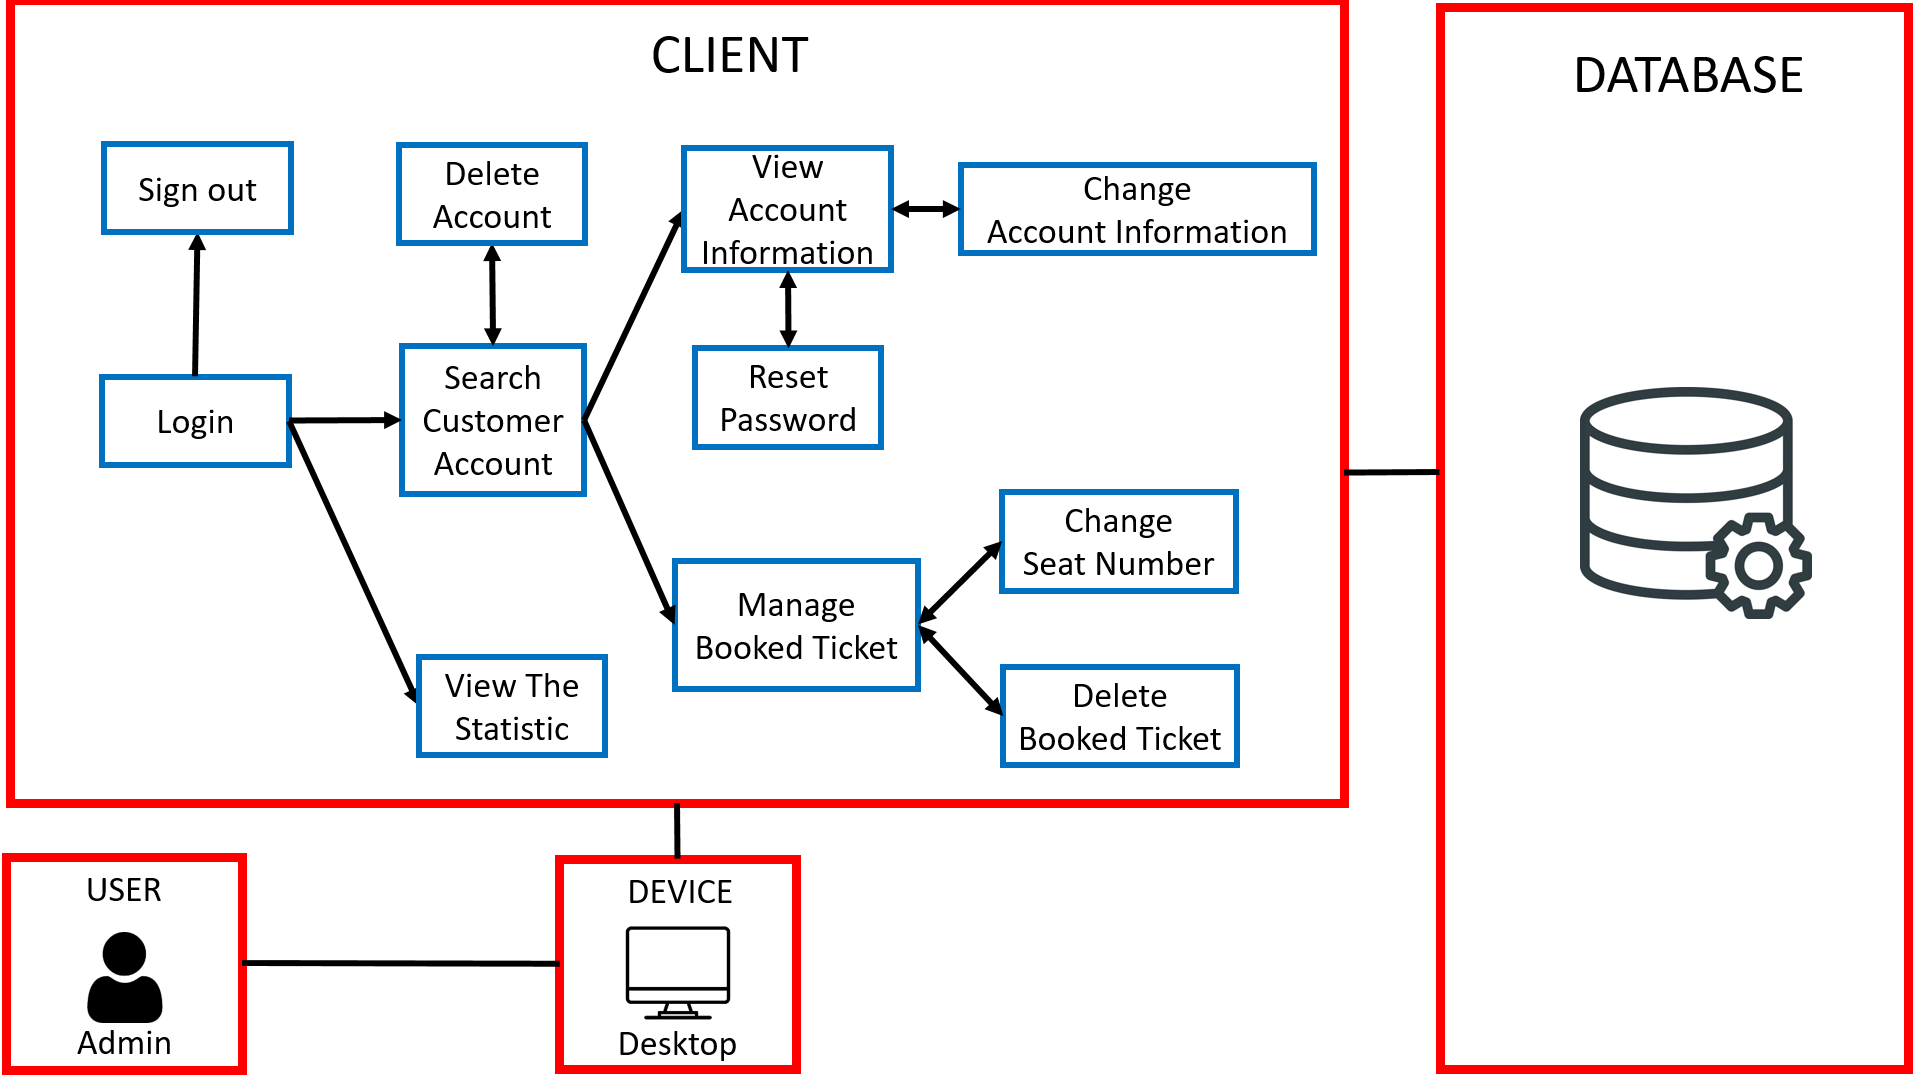 CLIENT
DATABASE
Sign out
Delete
Account
View
Account
Information
Change
Account Information
Login
Search
Customer
Account
Reset
Password
Change
Seat Number
Manage
Booked Ticket
View The
Statistic
Delete
Booked Ticket
USER
Admin
DEVICE
Desktop